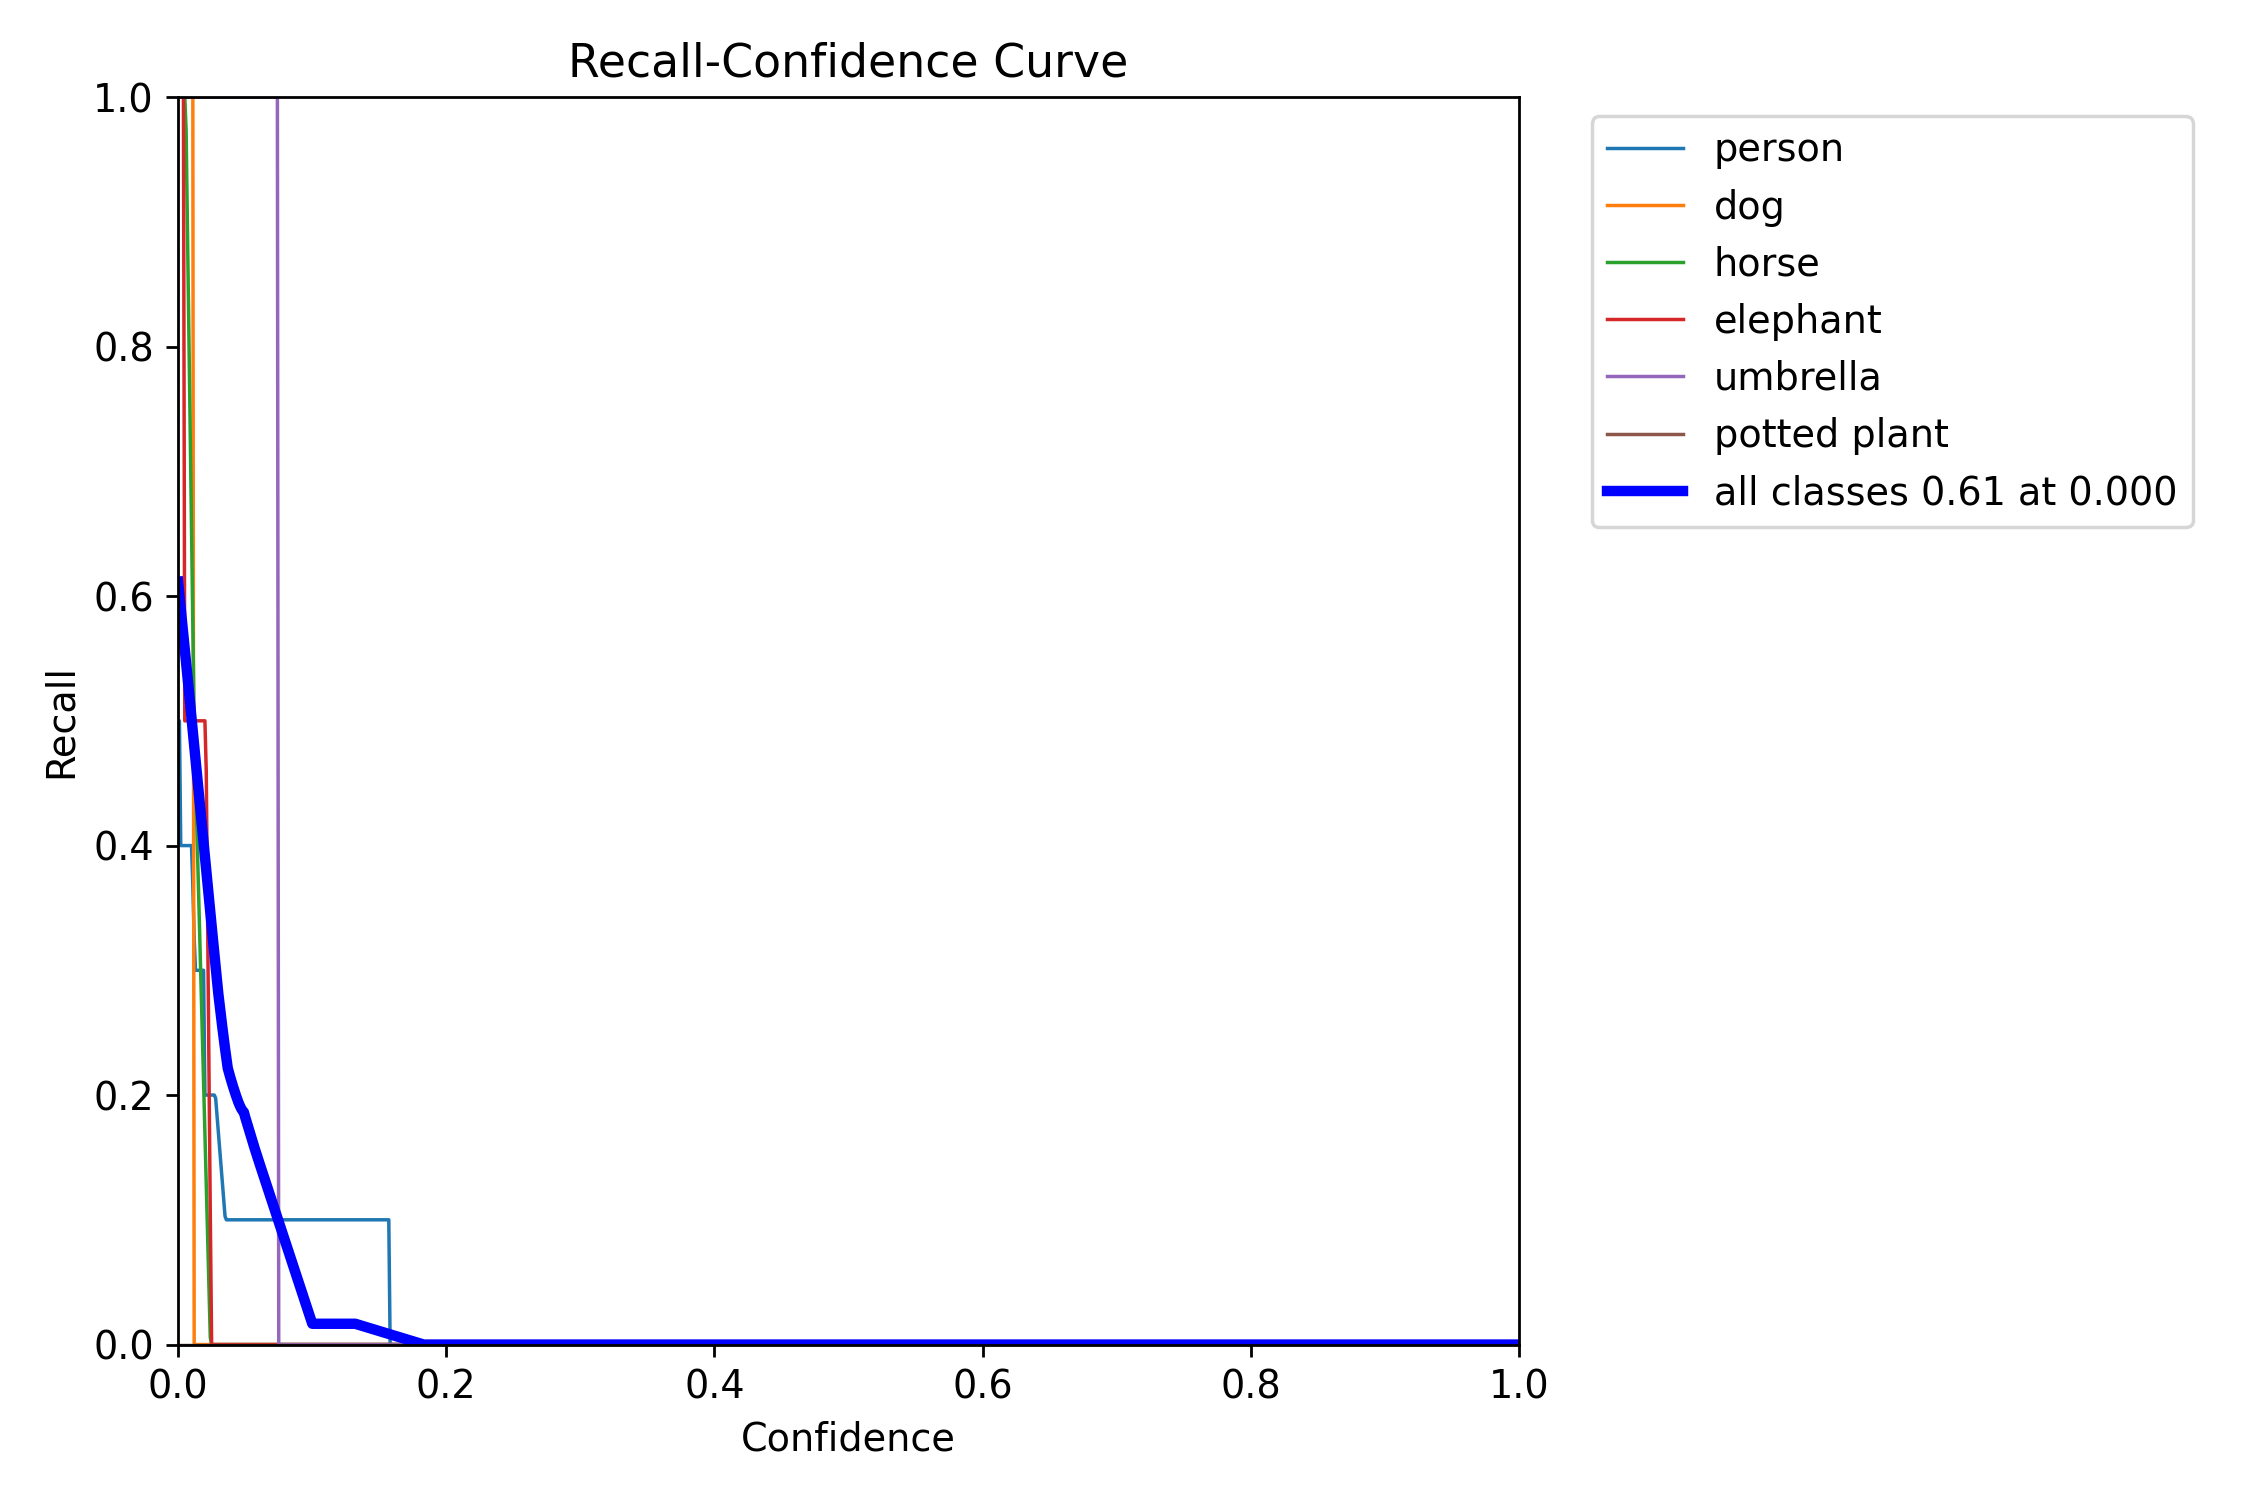 Recall-Confidence Curve
1.0
0.8
0.6
0.4
0.2
0.0
Recall
0.0 0.2 0.4 0.6 0.8 1.0
Confidence
person
dog
horse
elephant
umbrella
potted plant
all classes 0.61 at 0.000